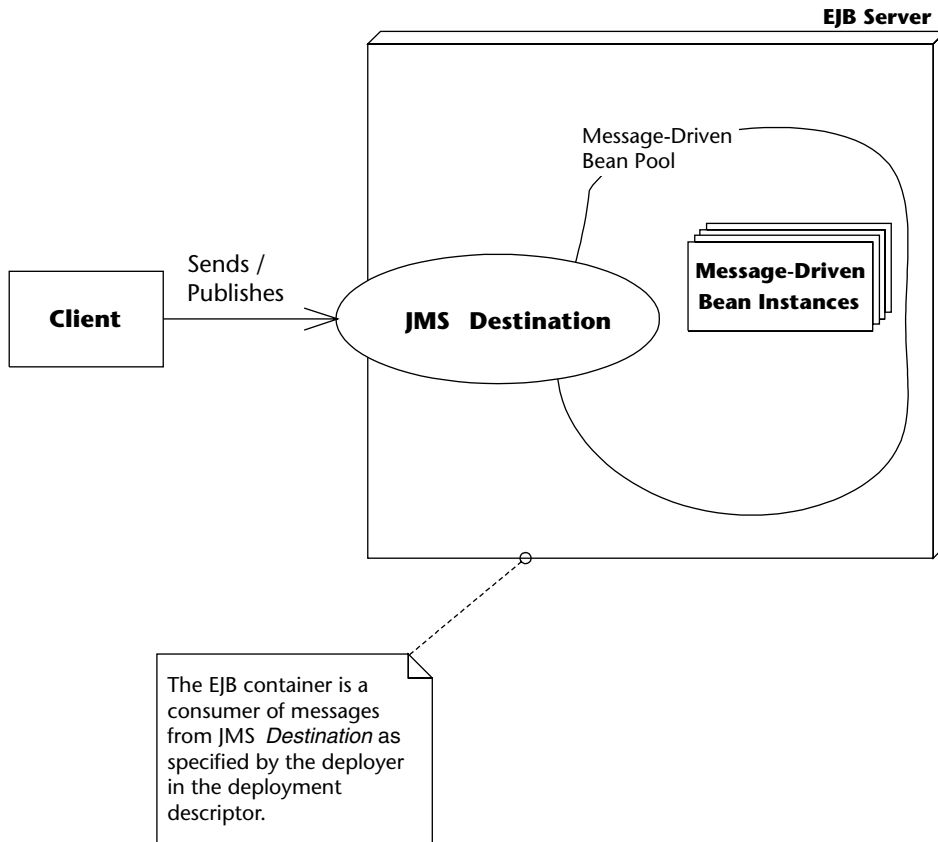 EJB Server
Message-Driven
Bean Pool
Message-Driven
Bean Instances
Sends /
Publishes
Client
JMS Destination
The EJB container is a
consumer of messages
from JMS Destination as
specified by the deployer
in the deployment
descriptor.